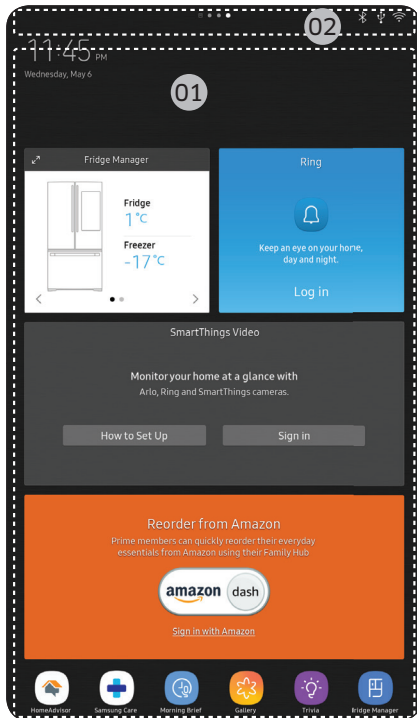 02
11:45 PM
Wednesday, May 6
01
Fridge Manager
Fridge
1°C
Freezer
-17°C
Ring
Keep an eye on your home,
day and night.
Log in
SmartThings Video
Monitor your home at a glance with
Arlo, Ring and SmartThings cameras.
How to Set Up
Sign in
Reorder from Amazon
Prime members can quickly reorder their everyday
essentials from Amazon using their Family Hub
amazon dash
Sign in with Amazon
HomeAdvisor
Samsung Care
Morning Brief
Gallery
Trivia
Bridge Manager